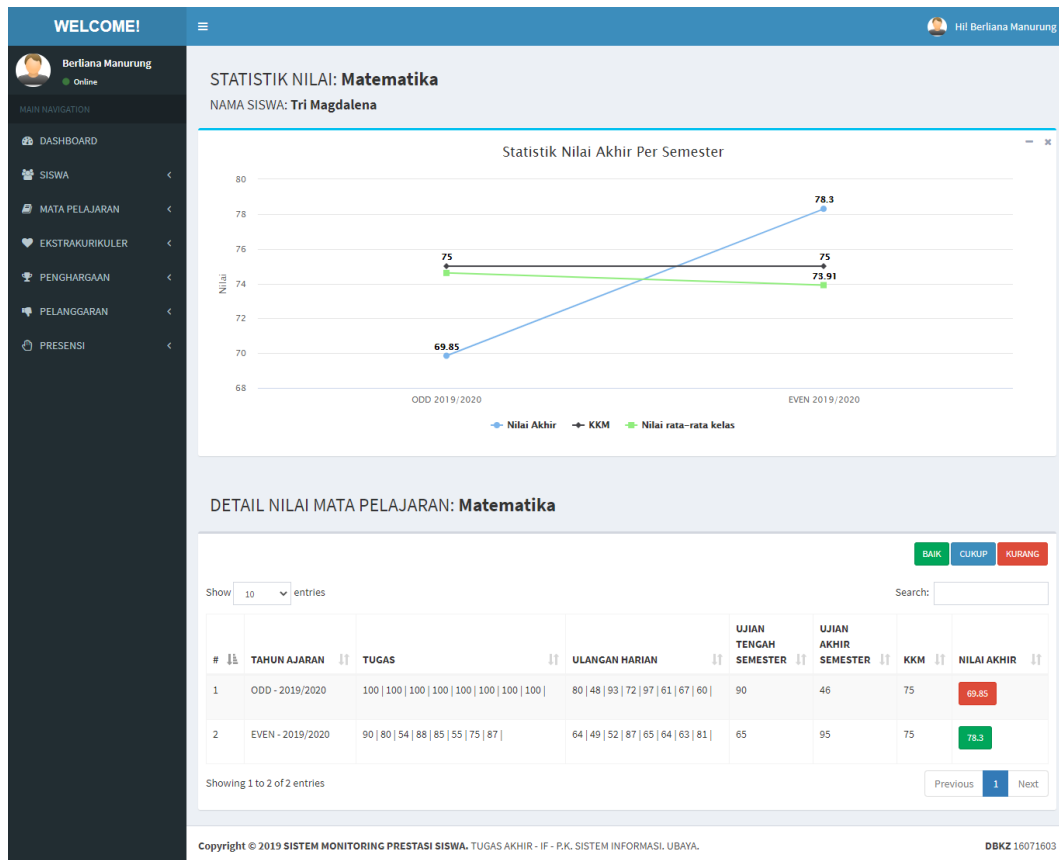 WELCOME!
Hi! Berliana Manurung
Berliana Manurung
Online
MAIN NAVIGATION
DASHBOARD
SISWA
MATA PELAJARAN
EKSTRAKURIKULER
PENGHARGAAN
PELANGGARAN
PRESENSI
STATISTIK NILAI: Matematika
NAMA SISWA: Tri Magdalena
Statistik Nilai Akhir Per Semester
Nilai
80
78
76
74
72
70
68
75
69.85
78.3
75
73.91
ODD 2019/2020 EVEN 2019/2020
Nilai Akhir KKM Nilai rata-rata kelas
DETAIL NILAI MATA PELAJARAN: Matematika
BAIK CUKUP KURANG
Show 10 entries Search:
# TAHUN AJARAN TUGAS ULANGAN HARIAN UJIAN TENGAH SEMESTER UJIAN AKHIR SEMESTER KKM NILAI AKHIR
1 ODD - 2019/2020 100 | 100 | 100 | 100 | 100 | 100 | 100 | 100 | 80 | 48 | 93 | 72 | 97 | 61 | 67 | 60 | 90 46 75 69.85
2 EVEN - 2019/2020 90 | 80 | 54 | 88 | 85 | 55 | 75 | 87 | 64 | 49 | 52 | 87 | 65 | 64 | 63 | 81 | 65 95 75 78.3
Showing 1 to 2 of 2 entries Previous 1 Next
Copyright © 2019 SISTEM MONITORING PRESTASI SISWA. TUGAS AKHIR - IF - P.K. SISTEM INFORMASI. UBAYA. DBKZ 16071603